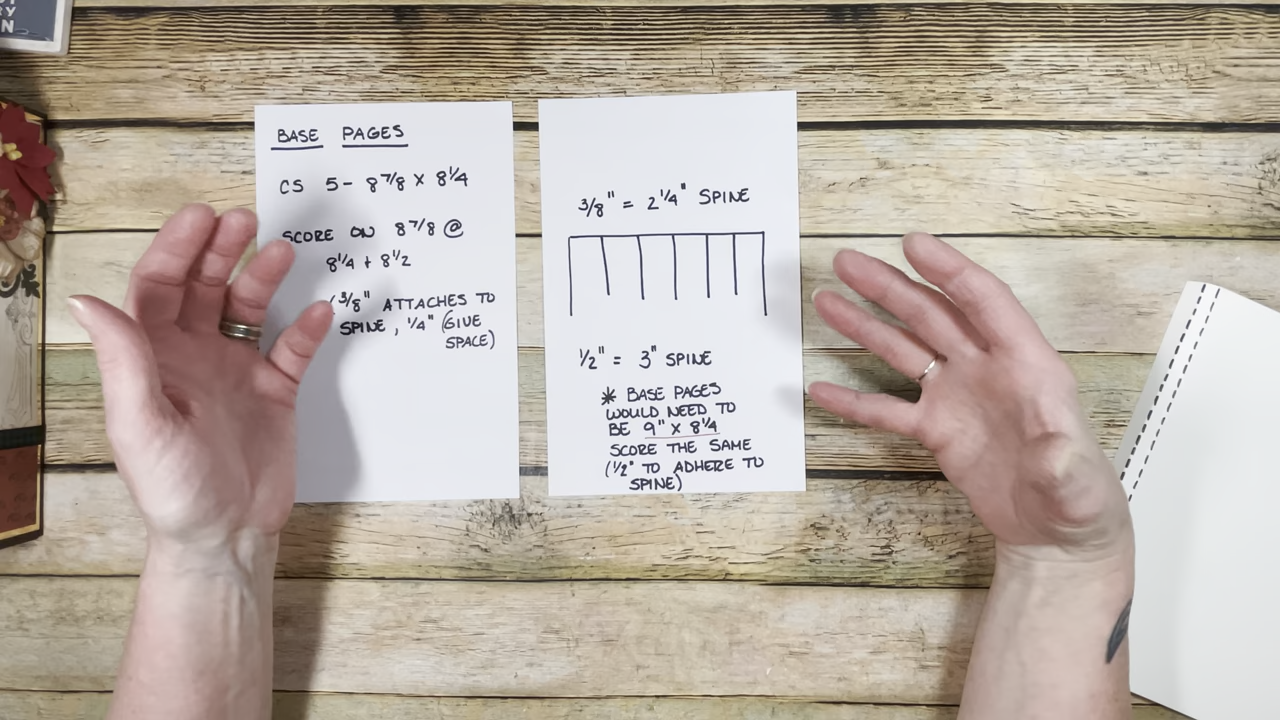 RY
N
BASE PAGES
CS 5- 8 7/8 X 8 1/4
SCORE ON 8 7/8 @
8 1/4 + 8 1/2
(3/8" ATTACHES TO
SPINE, 1/4" (GIVE
SPACE)
3/8" = 2 1/4" SPINE
1/2" = 3" SPINE
* BASE PAGES
WOULD NEED TO
BE 9" X 8 1/4
SCORE THE SAME
(1/2" TO ADHERE TO
SPINE)